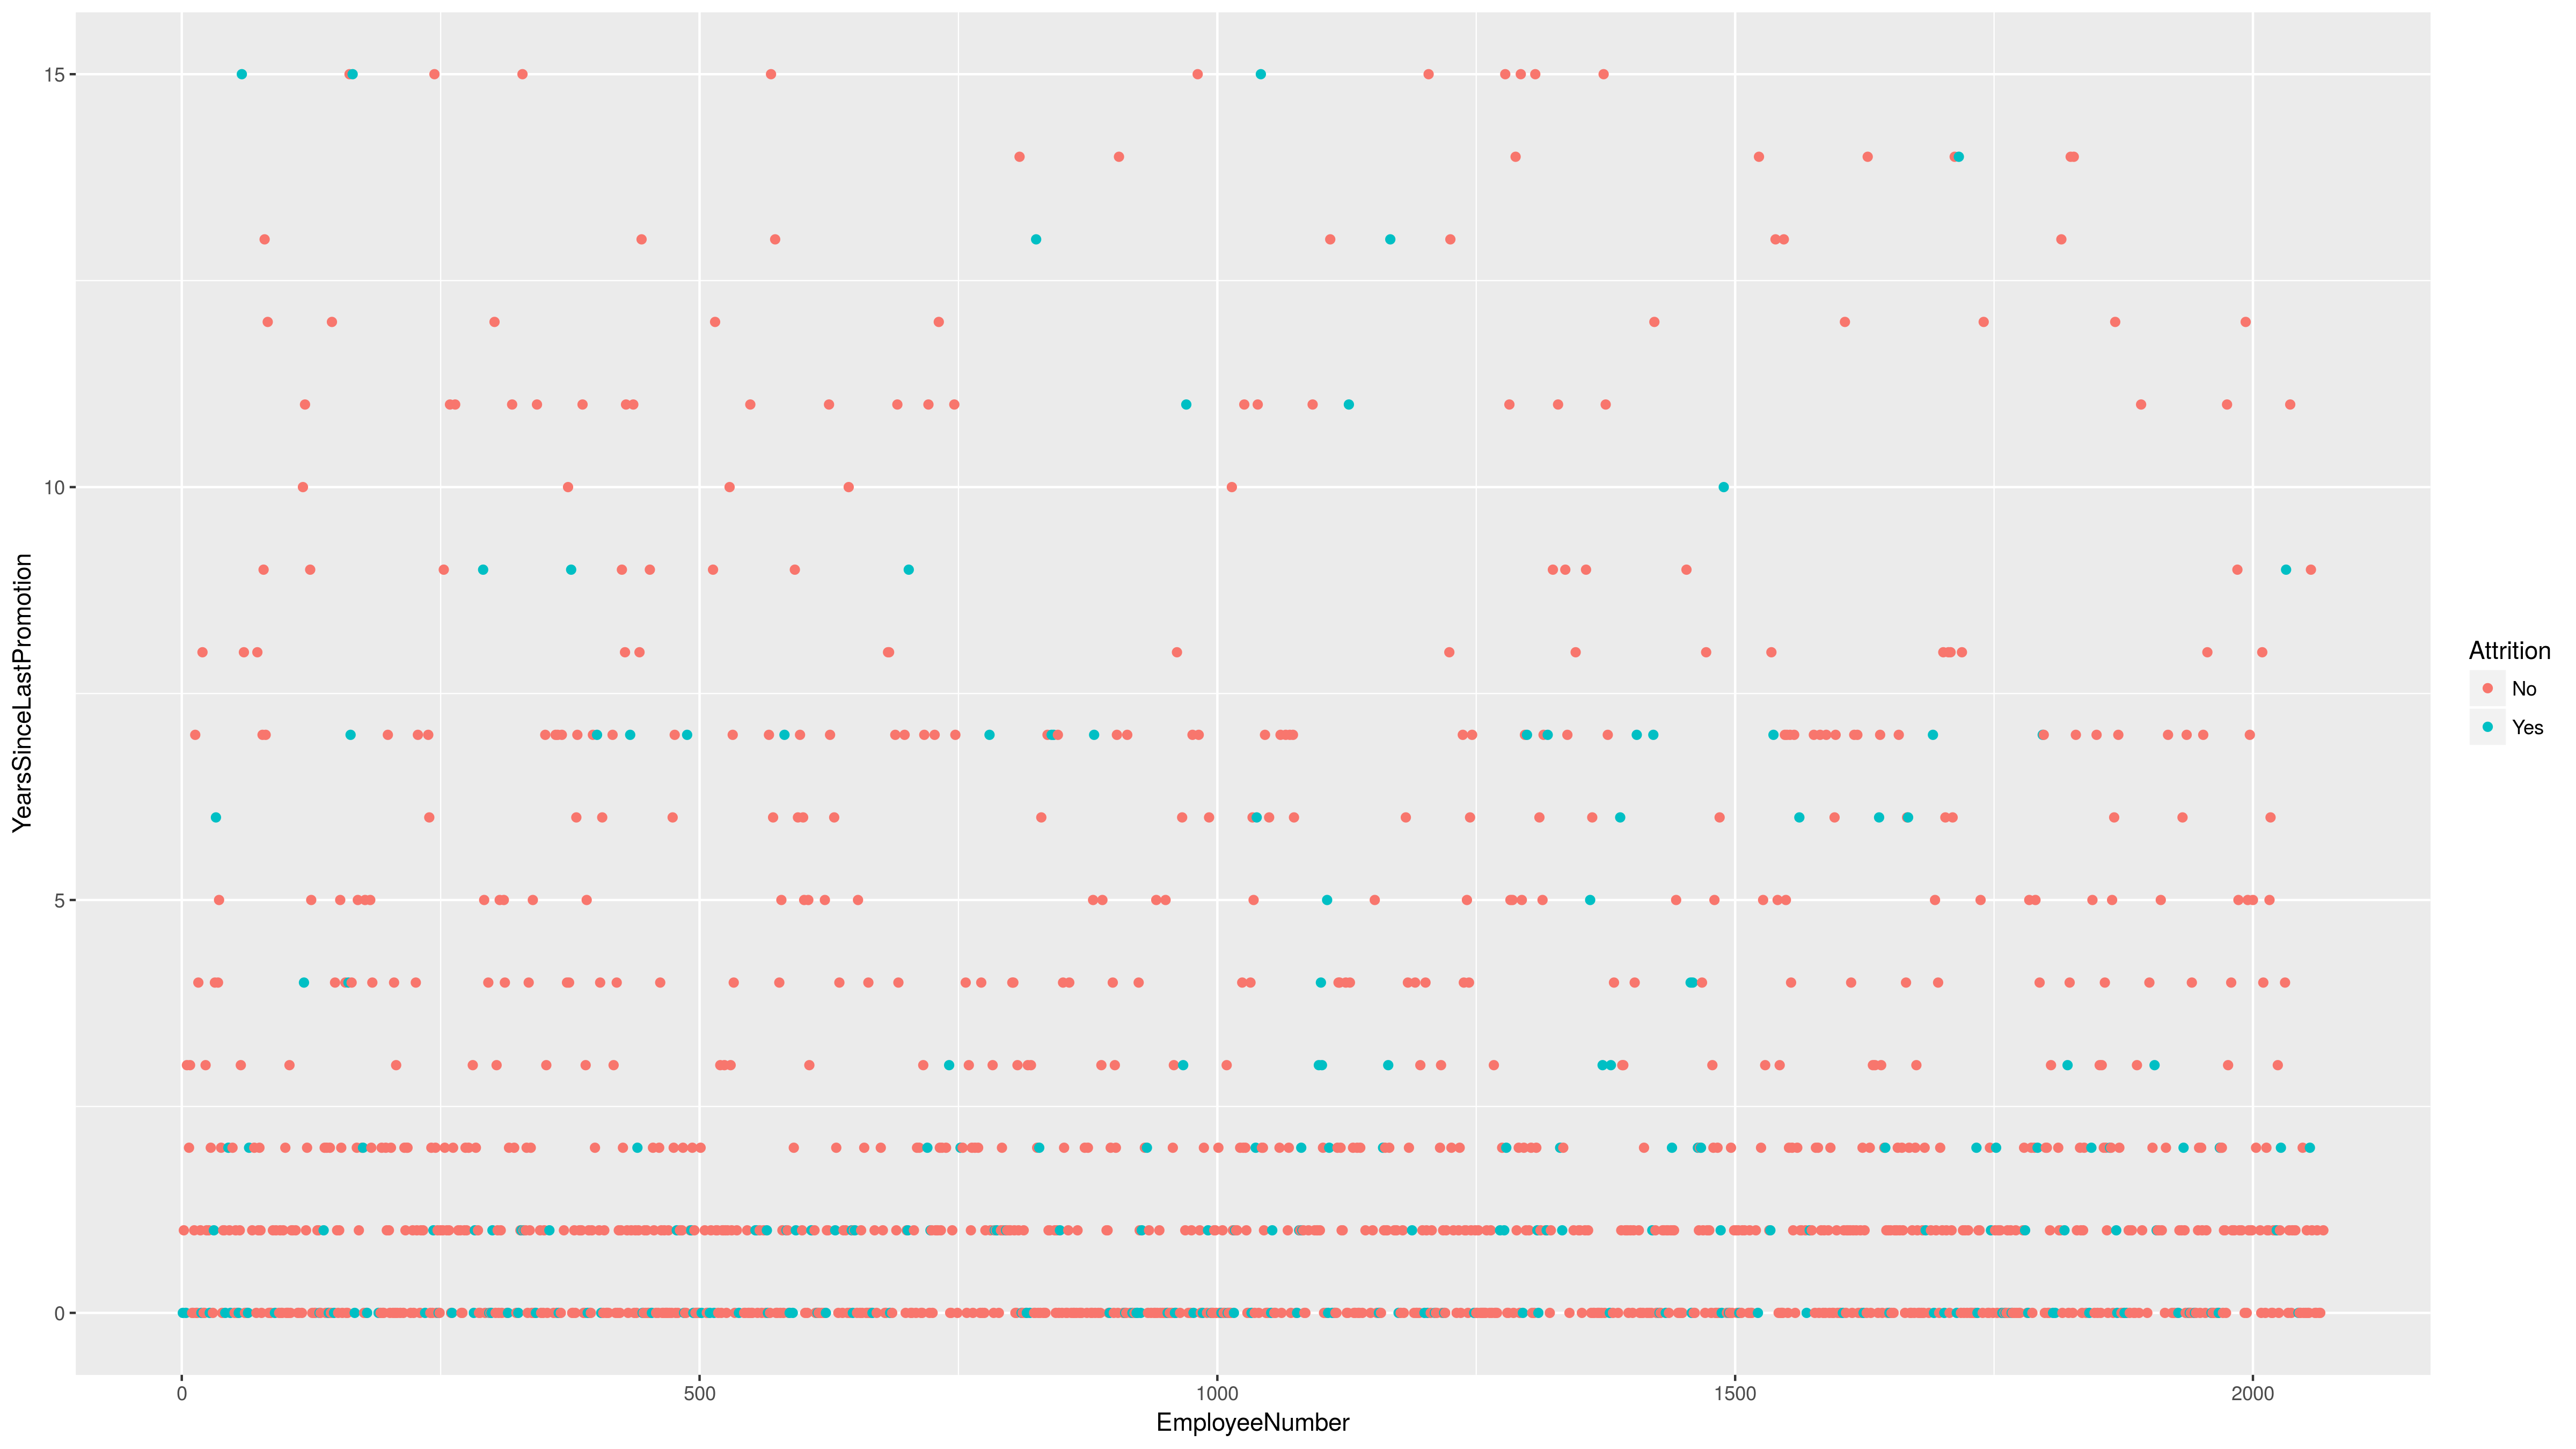 15
10
5
0
YearsSinceLastPromotion
0 500 1000 1500 2000
EmployeeNumber
Attrition
No
Yes